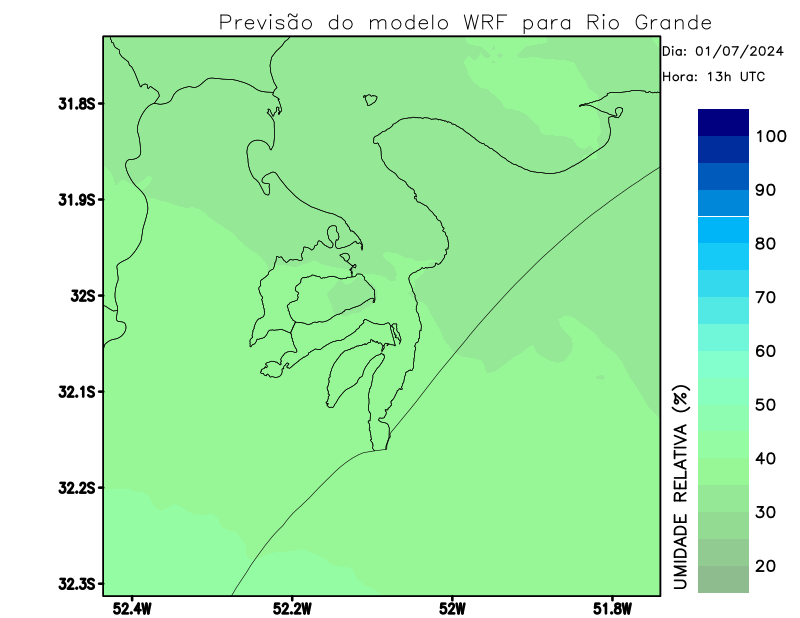 Previsão do modelo WRF para Rio Grande
Dia: 01/07/2024
Hora: 13h UTC
31.8S
31.9S
32S
32.1S
32.2S
32.3S
52.4W
52.2W
52W
51.8W
100
90
80
70
60
50
40
30
20
UMIDADE RELATIVA (%)